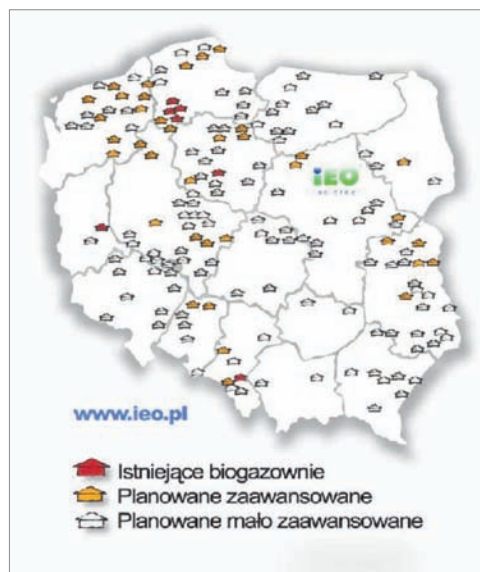 iEO
www.ieo.pl
Istniejące biogazownie
Planowane zaawansowane
Planowane mało zaawansowane